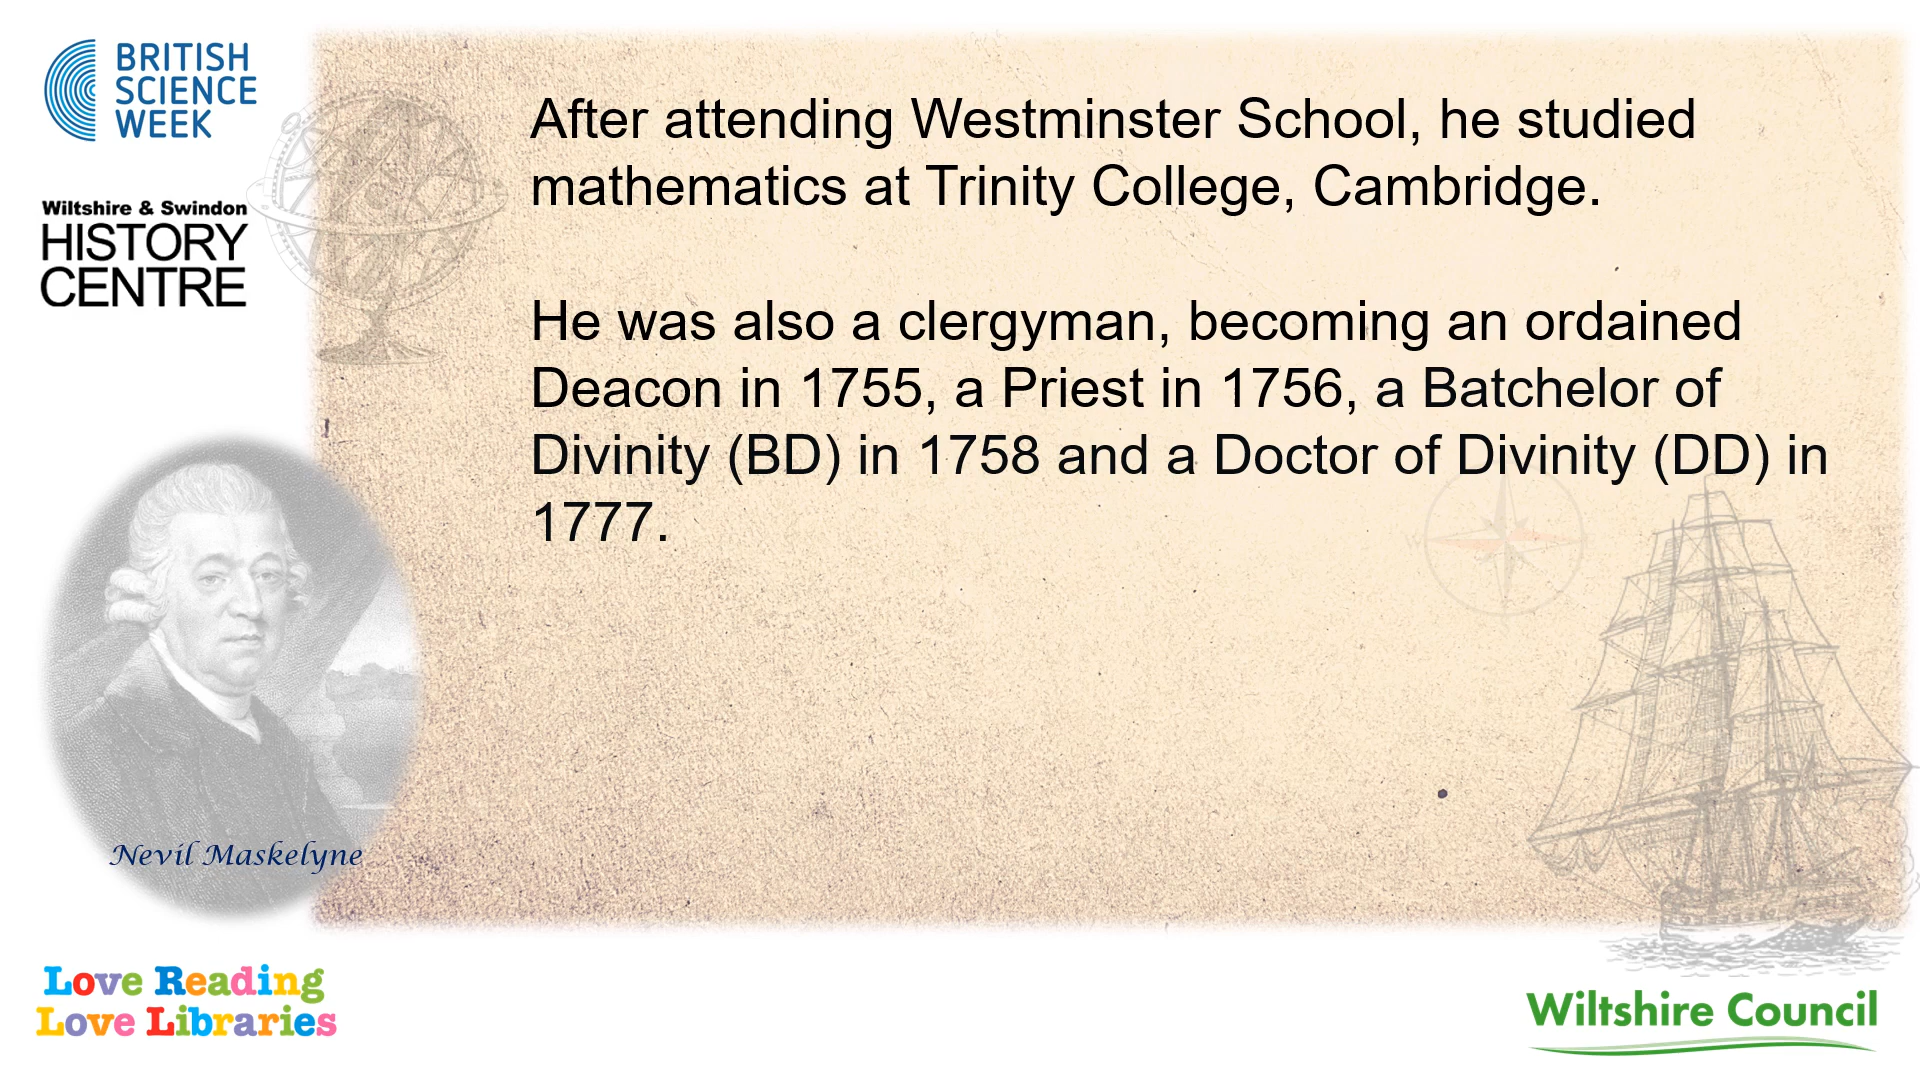 BRITISH
SCIENCE
WEEK
Wiltshire & Swindon
HISTORY
CENTRE
After attending Westminster School, he studied
mathematics at Trinity College, Cambridge.
He was also a clergyman, becoming an ordained
Deacon in 1755, a Priest in 1756, a Batchelor of
Divinity (BD) in 1758 and a Doctor of Divinity (DD) in
1777.
Nevil Maskelyne
Love Reading
Love Libraries
Wiltshire Council